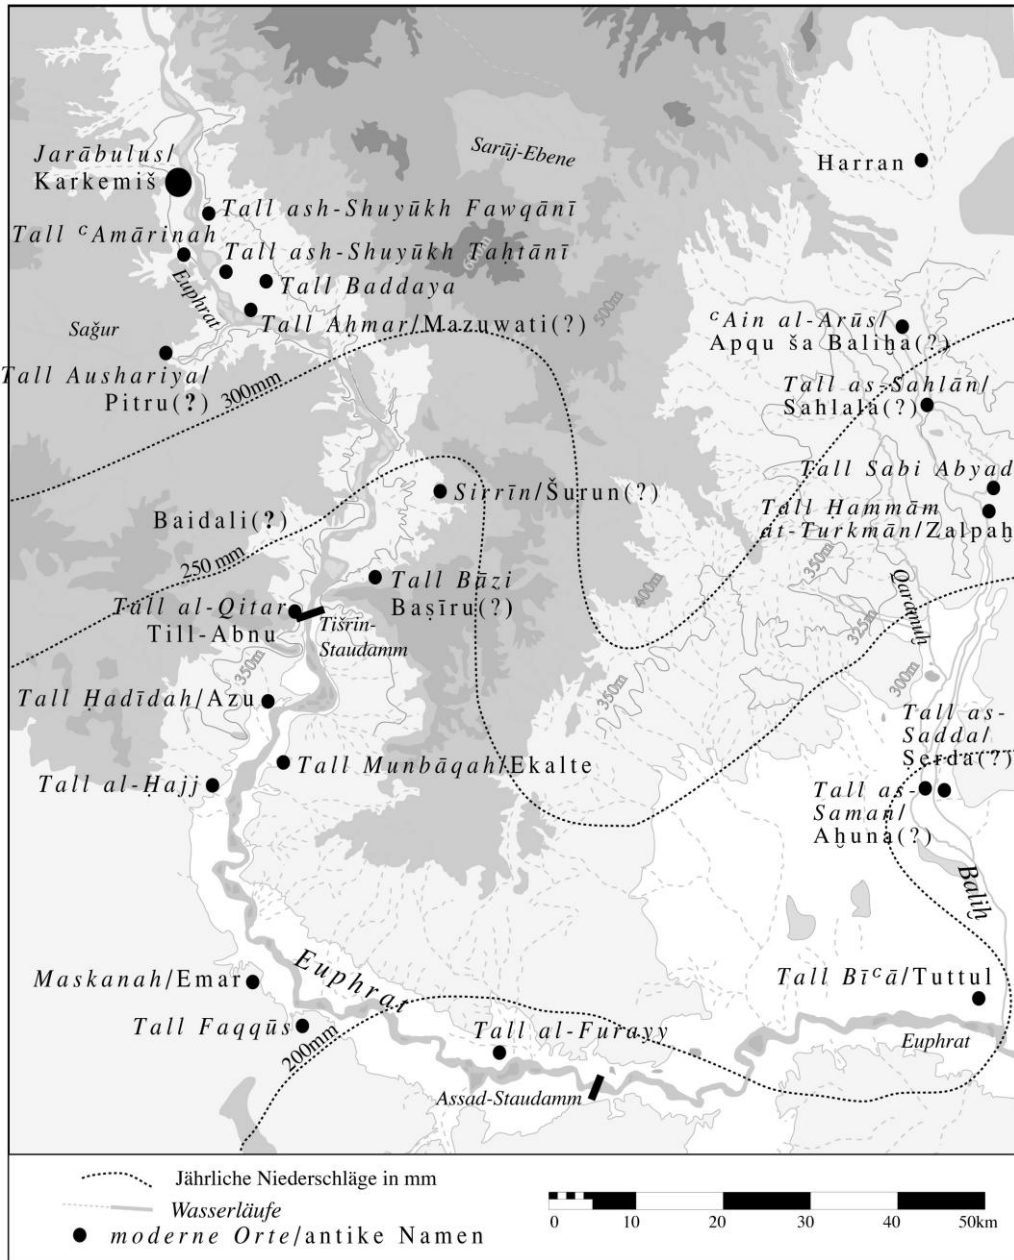 Sarūj-Ebene
Harran
Jarābulus/
Karkemiš
Tall ash-Shuyūkh Fawqānī
Tall ᶜAmārinah
Tall ash-Shuyūkh Taḥtānī
Euphrat
Tall Baddaya
600m
500m
Sağur
Tall Ahmar/Mazuwati(?)
ᶜAin al-Arūs/
Apqu ša Baliḫa(?)
Tall Aushariya/
Pitru(?)
300mm
Tall as-Sahlān/
Sahlala(?)
Tall Sabi Abyad
Sirrīn/Šurun(?)
Tall Ḥammām
at-Turkmān/Zalpaḫ
Baidali(?)
250 mm
350m
400m
Tall Būzi
Baṣīru(?)
Qaramuh
Tull al-Qitar
Till-Abnu
Tišrin-
Staudamm
325m
350m
350m
300m
Tall Ḥadīdah/Azu
Tall as-
Sadda/
Serda(?)
Tall Munbāqah/Ekalte
Tall al-Ḥajj
Tall as-
Saman/
Aḫuna(?)
Baliḫ
Euphrat
Maskanah/Emar
Tall Bīᶜā/Tuttul
Tall Faqqūs
200mm
Tall al-Furayy
Euphrat
Assad-Staudamm
Jährliche Niederschläge in mm
Wasserläufe
moderne Orte/antike Namen
0 10 20 30 40 50km